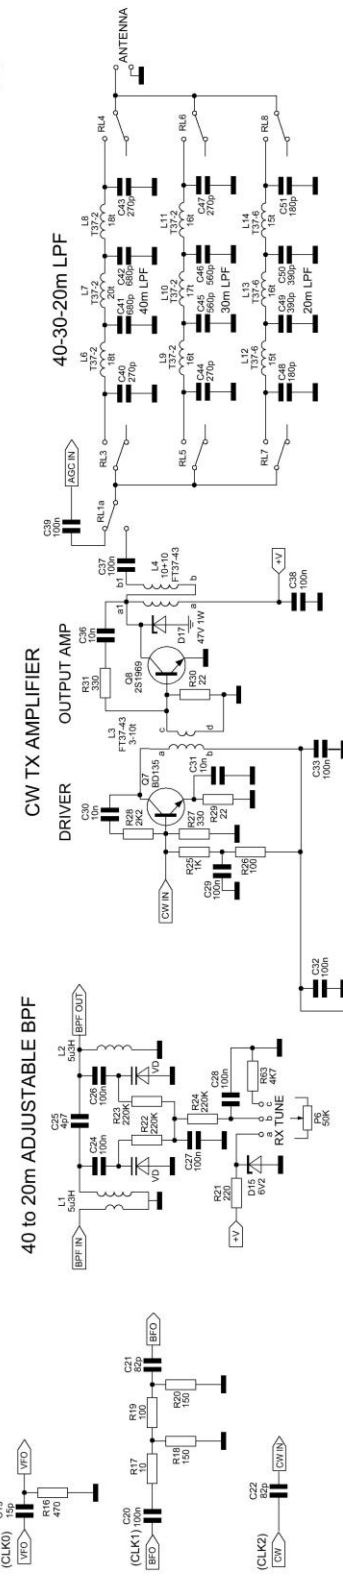 (CLK0)
VFO
15p
R16
470
VFO
(CLK1)
BFO
C20
100n
R17
10
R18
150
R19
100
R20
150
C21
82p
BFO
(CLK2)
CW
C22
82p
CW IN
40 to 20m ADJUSTABLE BPF
BPF IN
L1
5u3H
C24
100n
VD
C25
4p7
C26
100n
VD
L2
5u3H
BPF OUT
R23
220K
R22
220K
C27
100n
R24
220K
C28
100n
R63
4K7
+V
R21
220
D15
6V2
a
b
c
RX TUNE
P6
50K
CW TX AMPLIFIER
DRIVER
OUTPUT AMP
CW IN
C30
10n
R28
2K2
Q7
BD135
R25
1K
C29
100n
R26
100
R27
330
R29
22
C31
10n
C32
100n
C33
100n
L3
FT37-43
3-10t
a
b
c
d
R31
330
C36
10n
Q8
2S1969
R30
22
D17
47V 1W
a1
a
b1
b
L4
10+10
FT37-43
C37
100n
C38
100n
+V
C39
100n
AGC IN
RL1a
40-30-20m LPF
RL3
L6
T37-2
18t
L7
T37-2
20t
L8
T37-2
18t
RL4
C40
270p
C41
680p
C42
680p
C43
270p
40m LPF
RL5
L9
T37-2
16t
L10
T37-2
17t
L11
T37-2
16t
RL6
C44
270p
C45
560p
C46
560p
C47
270p
30m LPF
RL7
L12
T37-6
15t
L13
T37-6
16t
L14
T37-6
15t
RL8
C48
180p
C49
390p
C50
390p
C51
180p
20m LPF
ANTENNA